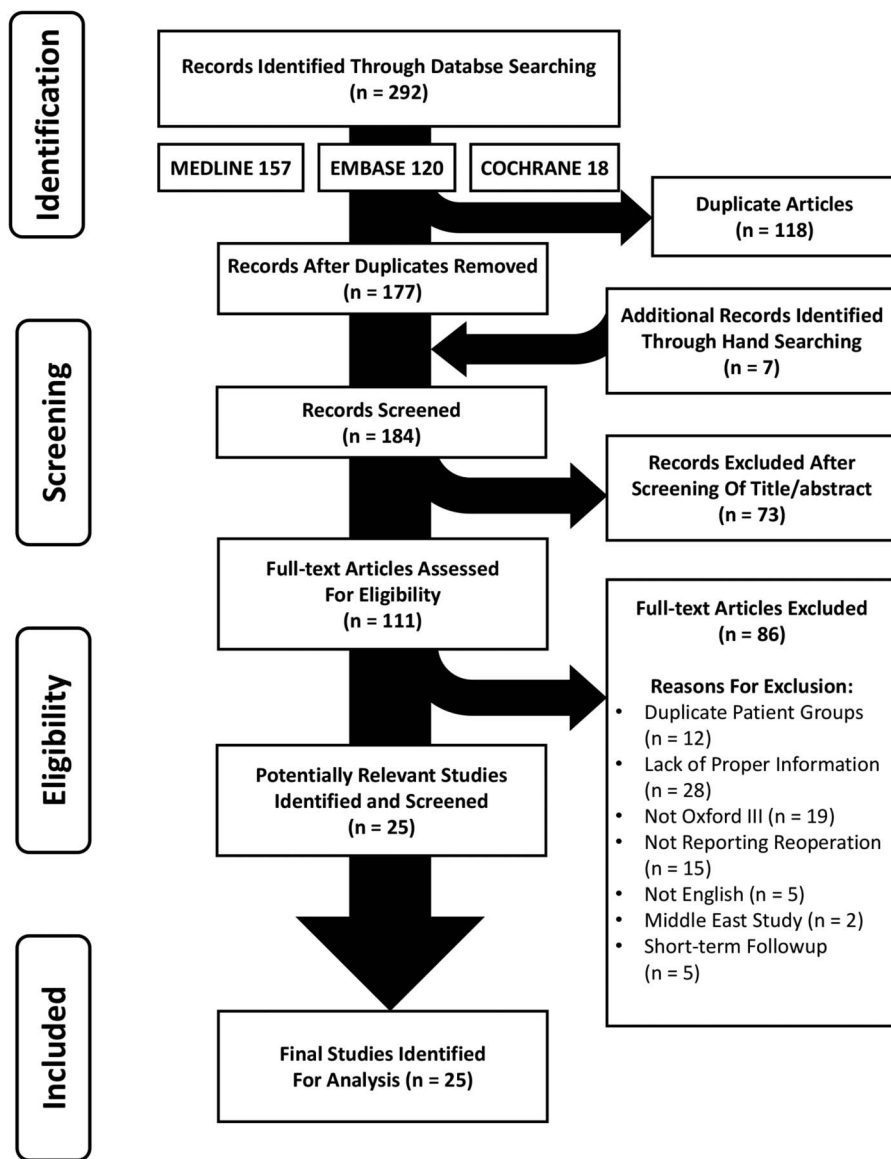 Identification
Records Identified Through Databse Searching
(n = 292)
MEDLINE 157
EMBASE 120
COCHRANE 18
Duplicate Articles
(n = 118)
Records After Duplicates Removed
(n = 177)
Additional Records Identified
Through Hand Searching
(n = 7)
Screening
Records Screened
(n = 184)
Records Excluded After
Screening Of Title/abstract
(n = 73)
Full-text Articles Assessed
For Eligibility
(n = 111)
Eligibility
Full-text Articles Excluded
(n = 86)
Reasons For Exclusion:
• Duplicate Patient Groups
(n = 12)
• Lack of Proper Information
(n = 28)
• Not Oxford III (n = 19)
• Not Reporting Reoperation
(n = 15)
• Not English (n = 5)
• Middle East Study (n = 2)
• Short-term Followup
(n = 5)
Potentially Relevant Studies
Identified and Screened
(n = 25)
Included
Final Studies Identified
For Analysis (n = 25)